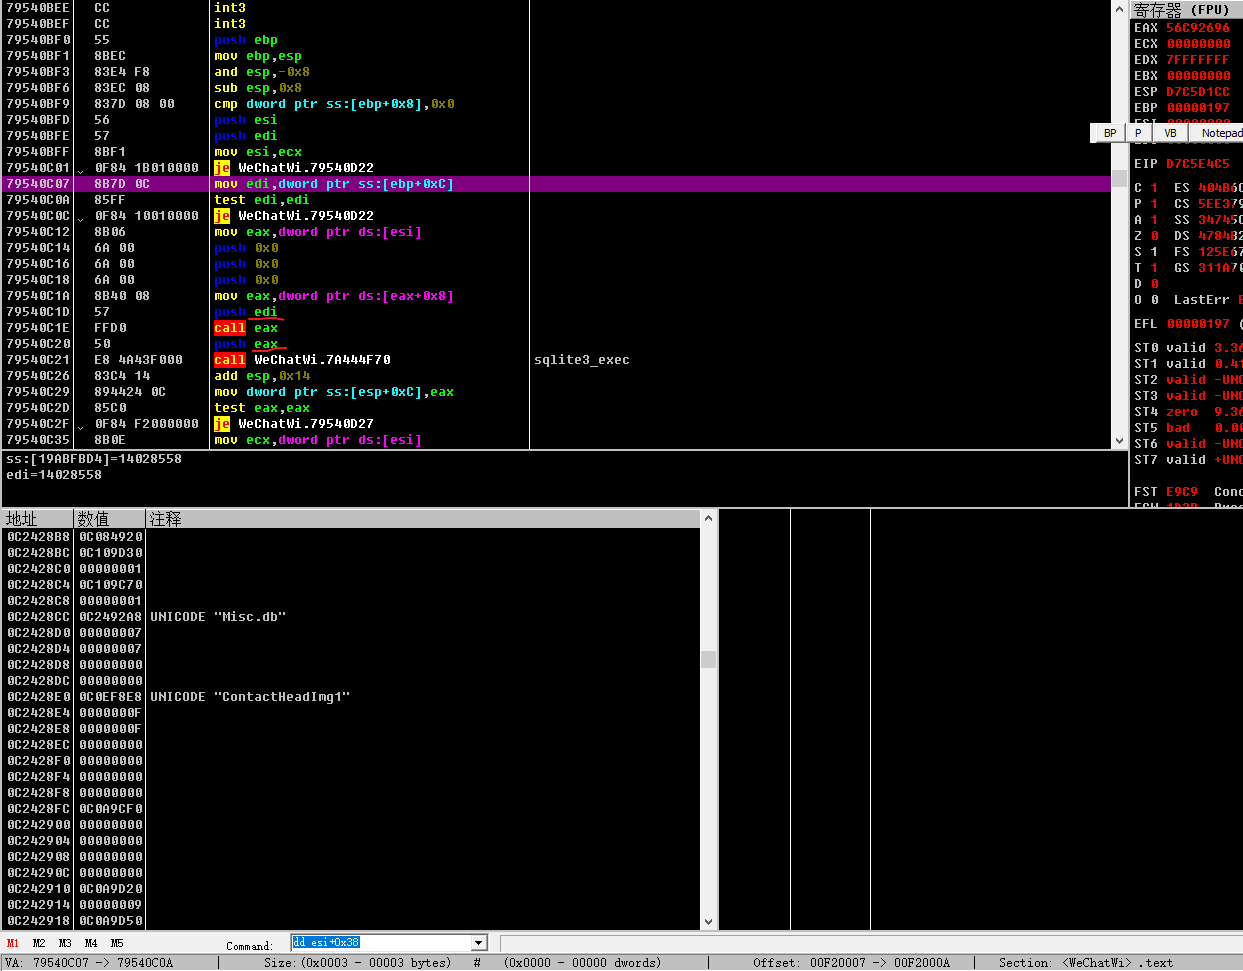 79540BEE CC int3
79540BEF CC int3
79540BF0 55 push ebp
79540BF1 8BEC mov ebp,esp
79540BF3 83E4 F8 and esp,-0x8
79540BF6 83EC 08 sub esp,0x8
79540BF9 837D 08 00 cmp dword ptr ss:[ebp+0x8],0x0
79540BFD 56 push esi
79540BFE 57 push edi
79540BFF 8BF1 mov esi,ecx
79540C01 0F84 1B010000 je WeChatWi.79540D22
79540C07 8B7D 0C mov edi,dword ptr ss:[ebp+0xC]
79540C0A 85FF test edi,edi
79540C0C 0F84 10010000 je WeChatWi.79540D22
79540C12 8B06 mov eax,dword ptr ds:[esi]
79540C14 6A 00 push 0x0
79540C16 6A 00 push 0x0
79540C18 6A 00 push 0x0
79540C1A 8B40 08 mov eax,dword ptr ds:[eax+0x8]
79540C1D 57 push edi
79540C1E FFD0 call eax
79540C20 50 push eax
79540C21 E8 4A43F000 call WeChatWi.7A444F70 sqlite3_exec
79540C26 83C4 14 add esp,0x14
79540C29 894424 0C mov dword ptr ss:[esp+0xC],eax
79540C2D 85C0 test eax,eax
79540C2F 0F84 F2000000 je WeChatWi.79540D27
79540C35 8B0E mov ecx,dword ptr ds:[esi]
ss:[19ABFBD4]=14028558
edi=14028558
寄存器 (FPU)
EAX 56C92696
ECX 00000000
EDX 7FFFFFFF
EBX 00000000
ESP D7C5D1CC
EBP 00000197
BP P VB Notepad
EIP D7C5E4C5
C 1 ES 404B6C
P 1 CS 5EE379
A 1 SS 34745C
Z 0 DS 4784B2
S 1 FS 125E67
T 1 GS 311A70
D 0
O 0 LastErr
EFL 00000197 (
ST0 valid 3.36
ST1 valid 0.41
ST2 valid -UNO
ST3 valid -UNO
ST4 zero 9.36
ST5 bad 0.00
ST6 valid -UNO
ST7 valid +UNO
FST E9C9 Cond
地址 数值 注释
0C2428B8 0C084920
0C2428BC 0C109D30
0C2428C0 00000001
0C2428C4 0C109C70
0C2428C8 00000001
0C2428CC 0C2492A8 UNICODE "Misc.db"
0C2428D0 00000007
0C2428D4 00000007
0C2428D8 00000000
0C2428DC 00000000
0C2428E0 0C0EF8E8 UNICODE "ContactHeadImg1"
0C2428E4 0000000F
0C2428E8 0000000F
0C2428EC 00000000
0C2428F0 00000000
0C2428F4 00000000
0C2428F8 00000000
0C2428FC 0C0A9CF0
0C242900 00000000
0C242904 00000000
0C242908 00000000
0C24290C 00000000
0C242910 0C0A9D20
0C242914 00000009
0C242918 0C0A9D50
M1 M2 M3 M4 M5 Command: dd esi+0x38
VA: 79540C07 -> 79540C0A Size:(0x0003 - 00003 bytes) # (0x0000 - 00000 dwords) Offset: 00F20007 -> 00F2000A Section: <WeChatWi> .text